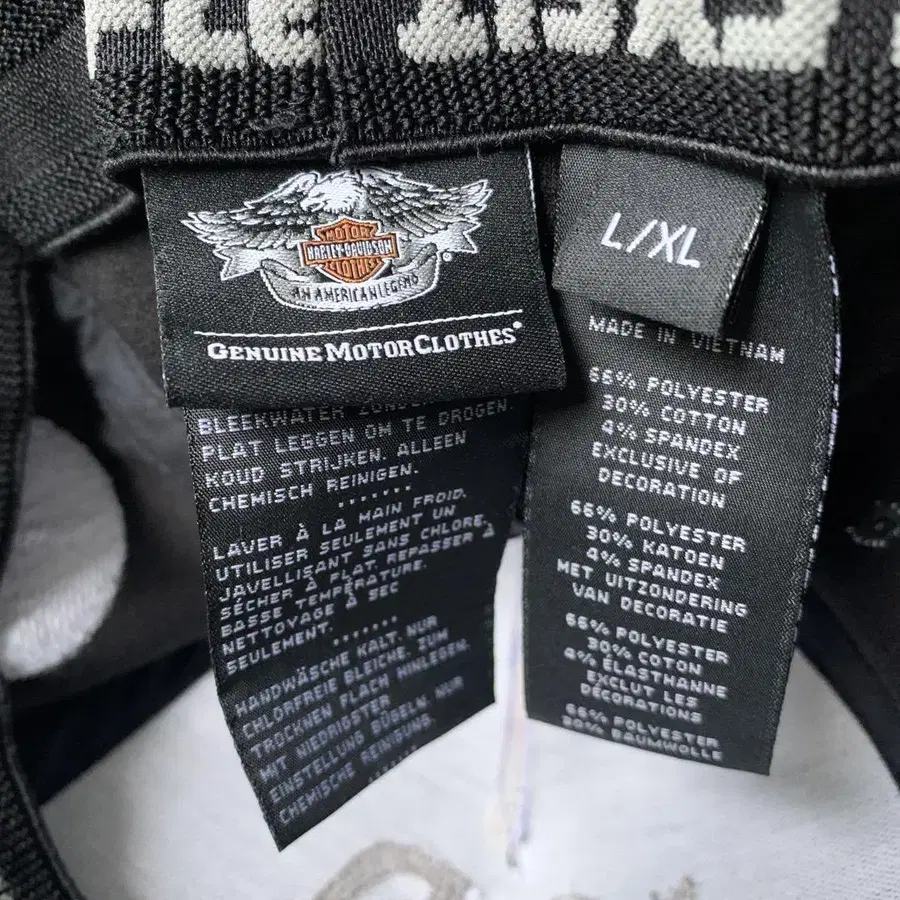 MOTOR
HARLEY-DAVIDSON
CLOTHES
AN AMERICAN LEGEND
GENUINE MOTORCLOTHES®
L/XL
BLEEKWATER
PLAT LEGGEN OM TE DROGEN.
KOUD STRIJKEN. ALLEEN
CHEMISCH REINIGEN.
.......
LAVER À LA MAIN FROID.
UTILISER SEULEMENT UN
JAVELLISANT SANS CHLORE.
SÉCHER À PLAT. REPASSER À
BASSE TEMPÉRATURE.
NETTOYAGE À SEC
SEULEMENT.
.......
HANDWÄSCHE KALT. NUR
CHLORFREIE BLEICHE. ZUM
TROCKNEN FLACH HINLEGEN.
MIT NIEDRIGSTER
EINSTELLUNG BÜGELN. NUR
CHEMISCHE REINIGUNG.
.......
MADE IN VIETNAM
66% POLYESTER
30% COTTON
4% SPANDEX
EXCLUSIVE OF
DECORATION
66% POLYESTER
30% KATOEN
4% SPANDEX
MET UITZONDERING
VAN DECORATIE
66% POLYESTER
30% COTON
4% ÉLASTHANNE
EXCLUT LES
DÉCORATIONS
66% POLYESTER
30% BAUMWOLLE